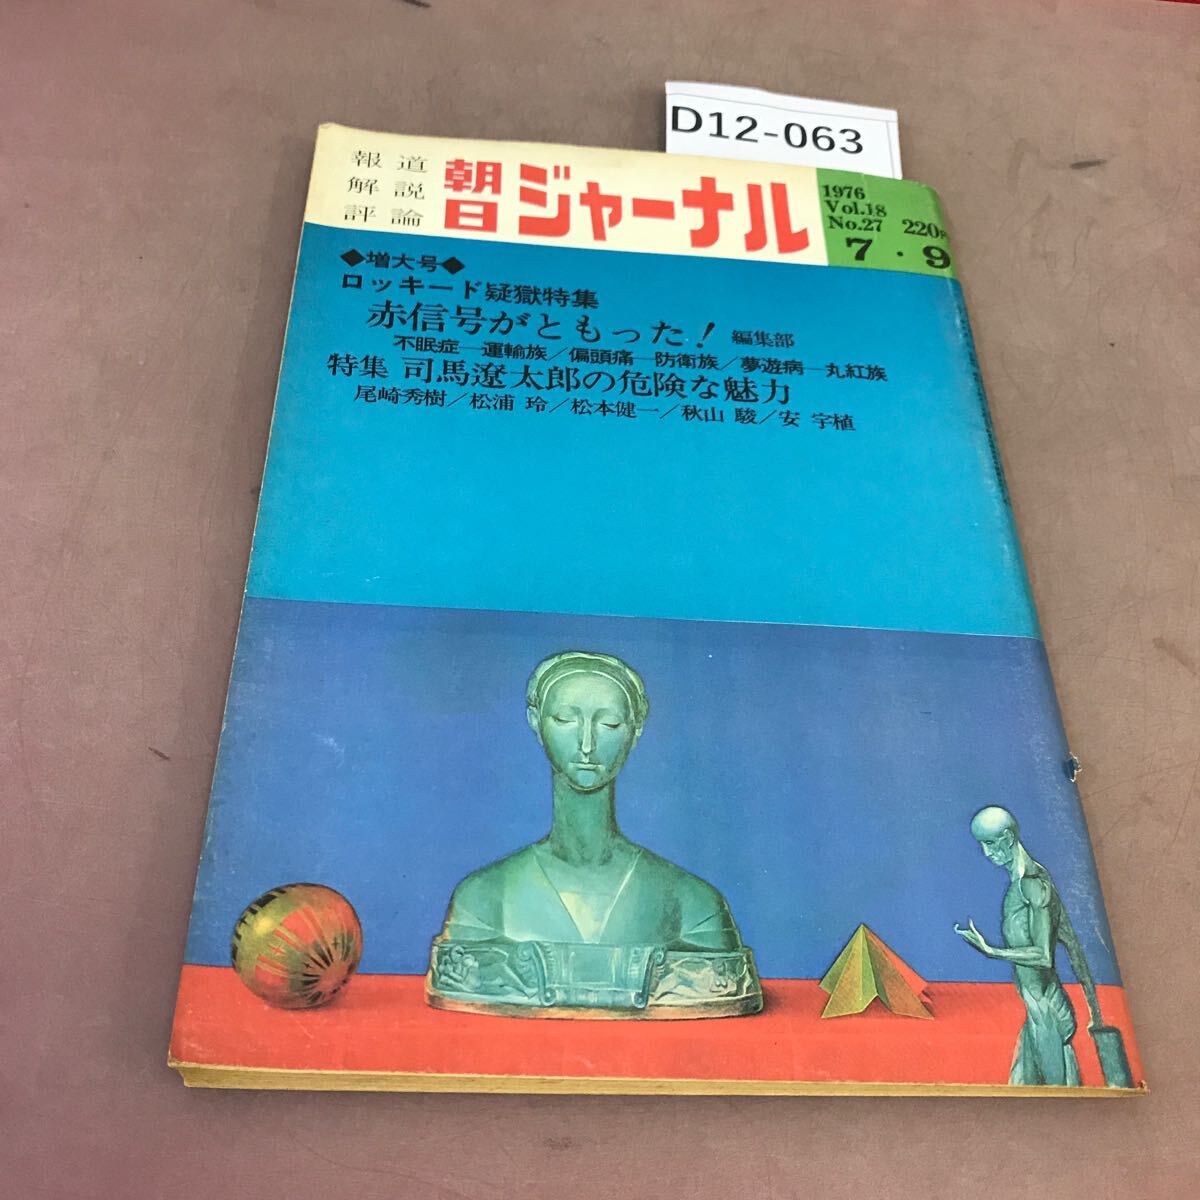 D12-063
報道
解説
評論
朝日ジャーナル
1976
Vol.18
No.27 220円
7・9
◆増大号◆
ロッキード疑獄特集
赤信号がともった! 編集部
不眠症―運輸族/偏頭痛―防衛族/夢遊病―丸紅族
特集 司馬遼太郎の危険な魅力
尾崎秀樹/松浦 玲/松本健一/秋山 駿/安 宇植